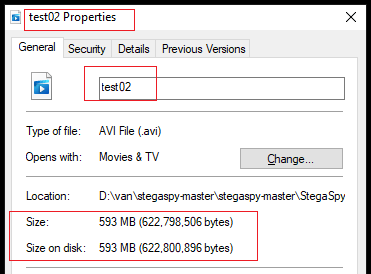 test02 Properties
General Security Details Previous Versions
test02
Type of file: AVI File (.avi)
Opens with: Movies & TV Change...
Location: D:\van\stegaspy-master\stegaspy-master\StegaSpy
Size: 593 MB (622,798,506 bytes)
Size on disk: 593 MB (622,800,896 bytes)